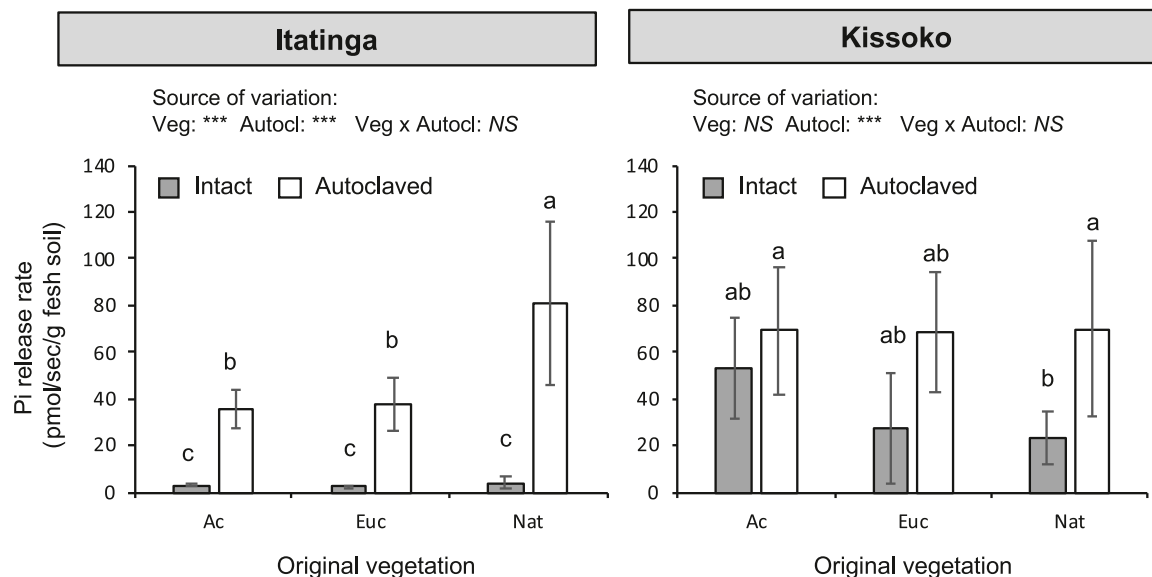 Itatinga
Source of variation:
Veg: *** Autocl: *** Veg x Autocl: NS
Pi release rate
(pmol/sec/g fesh soil)
140
120
100
80
60
40
20
0
Intact
Autoclaved
c
b
c
b
c
a
Ac
Euc
Nat
Original vegetation
Kissoko
Source of variation:
Veg: NS Autocl: *** Veg x Autocl: NS
140
120
100
80
60
40
20
0
Intact
Autoclaved
ab
a
ab
ab
b
a
Ac
Euc
Nat
Original vegetation